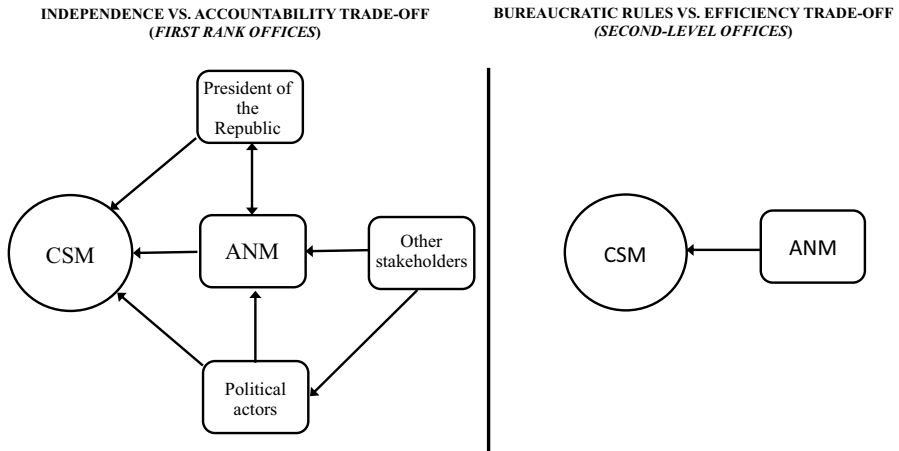 INDEPENDENCE VS. ACCOUNTABILITY TRADE-OFF
(FIRST RANK OFFICES)
President of
the
Republic
CSM
ANM
Other
stakeholders
Political
actors
BUREAUCRATIC RULES VS. EFFICIENCY TRADE-OFF
(SECOND-LEVEL OFFICES)
CSM
ANM